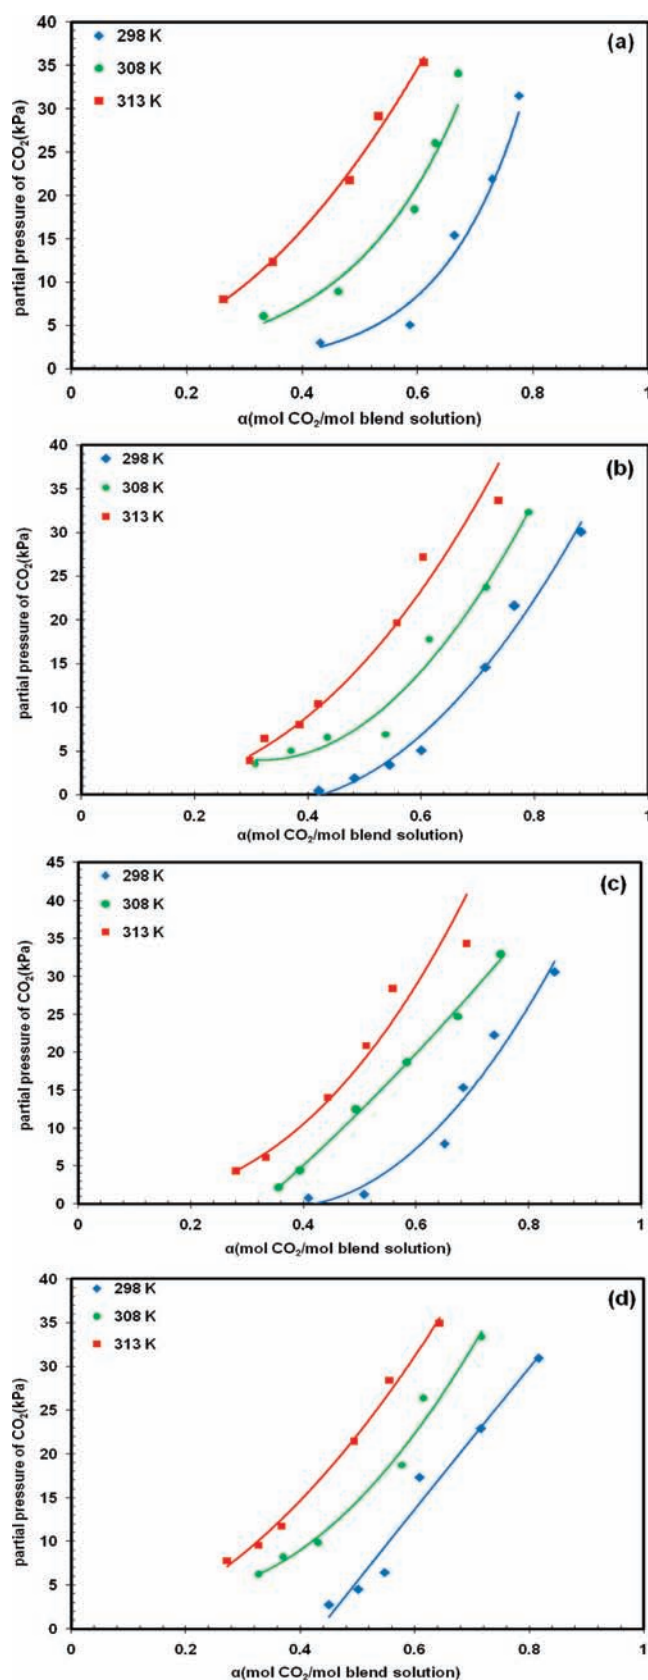 (a)
298 K
308 K
313 K
40
35
30
25
20
15
10
5
0
partial pressure of CO₂(kPa)
0 0.2 0.4 0.6 0.8 1
α(mol CO₂/mol blend solution)
(b)
298 K
308 K
313 K
40
35
30
25
20
15
10
5
0
partial pressure of CO₂(kPa)
0 0.2 0.4 0.6 0.8 1
α(mol CO₂/mol blend solution)
(c)
298 K
308 K
313 K
45
40
35
30
25
20
15
10
5
0
partial pressure of CO₂(kPa)
0 0.2 0.4 0.6 0.8 1
α(mol CO₂/mol blend solution)
(d)
298 K
308 K
313 K
40
35
30
25
20
15
10
5
0
partial pressure of CO₂(kPa)
0 0.2 0.4 0.6 0.8 1
α(mol CO₂/mol blend solution)